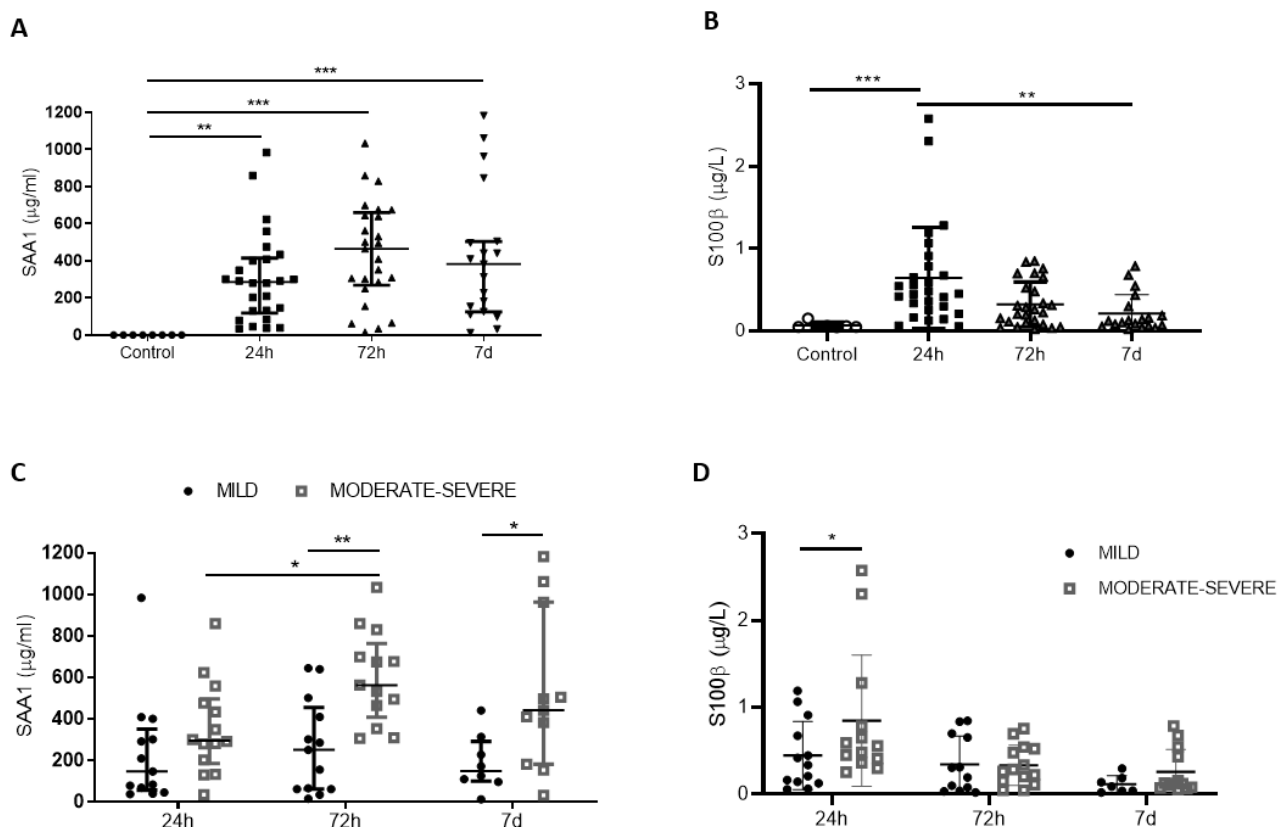 A
***
***
**
1200
1000
800
600
400
200
0
SAA1 (μg/ml)
Control 24h 72h 7d
B
***
**
3
2
1
0
S100β (μg/L)
Control 24h 72h 7d
C
MILD MODERATE-SEVERE
*
**
*
1200
1000
800
600
400
200
0
SAA1 (μg/ml)
24h 72h 7d
D
*
MILD
MODERATE-SEVERE
3
2
1
0
S100β (μg/L)
24h 72h 7d